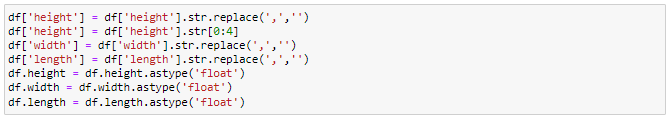 df['height'] = df['height'].str.replace(',','')
df['height'] = df['height'].str[0:4]
df['width'] = df['width'].str.replace(',','')
df['length'] = df['length'].str.replace(',','')
df.height = df.height.astype('float')
df.width = df.width.astype('float')
df.length = df.length.astype('float')